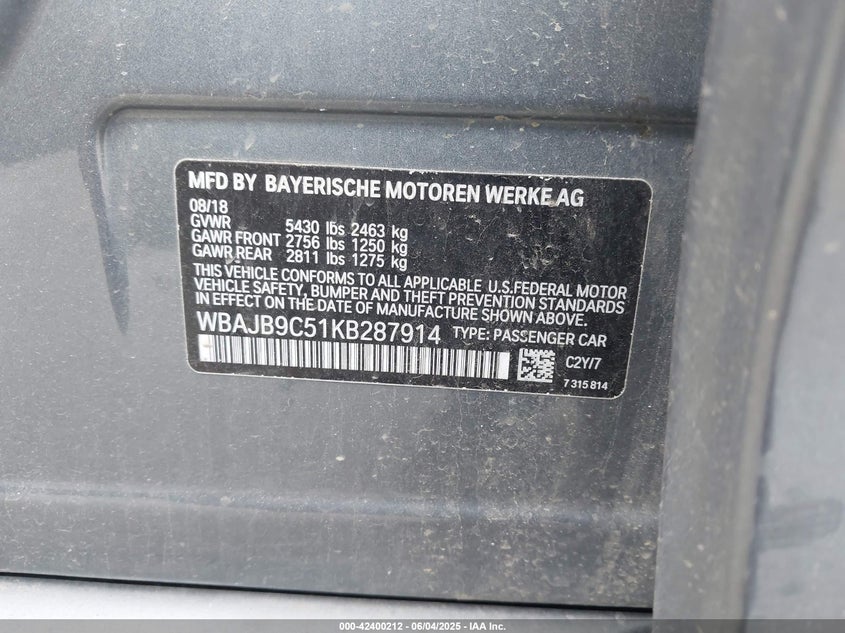 MFD BY BAYERISCHE MOTOREN WERKE AG
08/18
GVWR 5430 lbs 2463 kg
GAWR FRONT 2756 lbs 1250 kg
GAWR REAR 2811 lbs 1275 kg
THIS VEHICLE CONFORMS TO ALL APPLICABLE U.S.FEDERAL MOTOR
VEHICLE SAFETY, BUMPER AND THEFT PREVENTION STANDARDS
IN EFFECT ON THE DATE OF MANUFACTURE SHOWN ABOVE.
WBAJB9C51KB287914 TYPE: PASSENGER CAR
C2Y/7
7 315 814
000-42400212 - 06/04/2025 - IAA Inc.